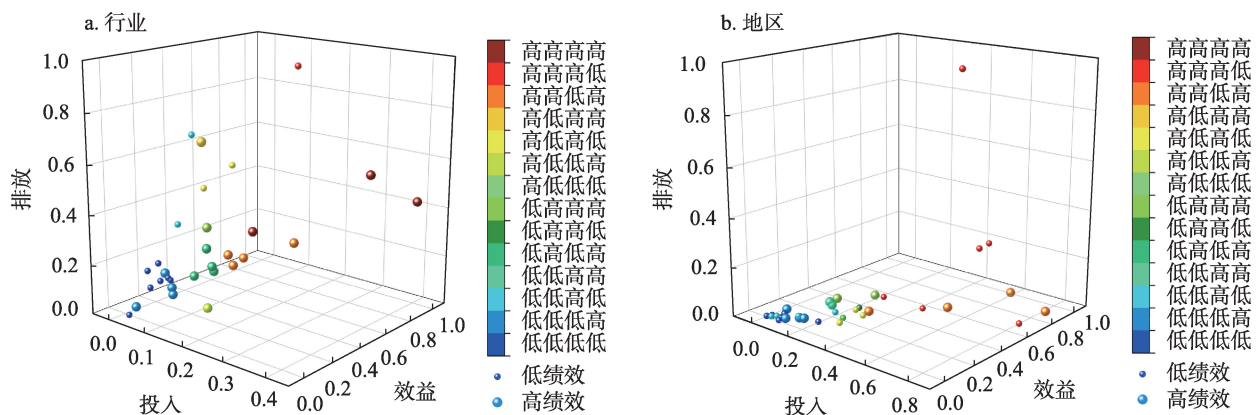 a. 行业
1.0
0.8
0.6
0.4
0.2
0.0
排放
0.0
0.1
0.2
0.3
0.4
投入
0.0
0.2
0.4
0.6
0.8
1.0
效益
高高高高
高高高低
高高低高
高低高高
高低高低
高低低高
高低低低
低高高高
低高高低
低高低高
低低高高
低低高低
低低低高
低低低低
低绩效
高绩效
b. 地区
1.0
0.8
0.6
0.4
0.2
0.0
排放
0.0
0.2
0.4
0.6
0.8
投入
0.0
0.2
0.4
0.6
0.8
1.0
效益
高高高高
高高高低
高高低高
高低高高
高低高低
高低低高
高低低低
低高高高
低高低高
低高低低
低低高高
低低高低
低低低高
低低低低
低绩效
高绩效